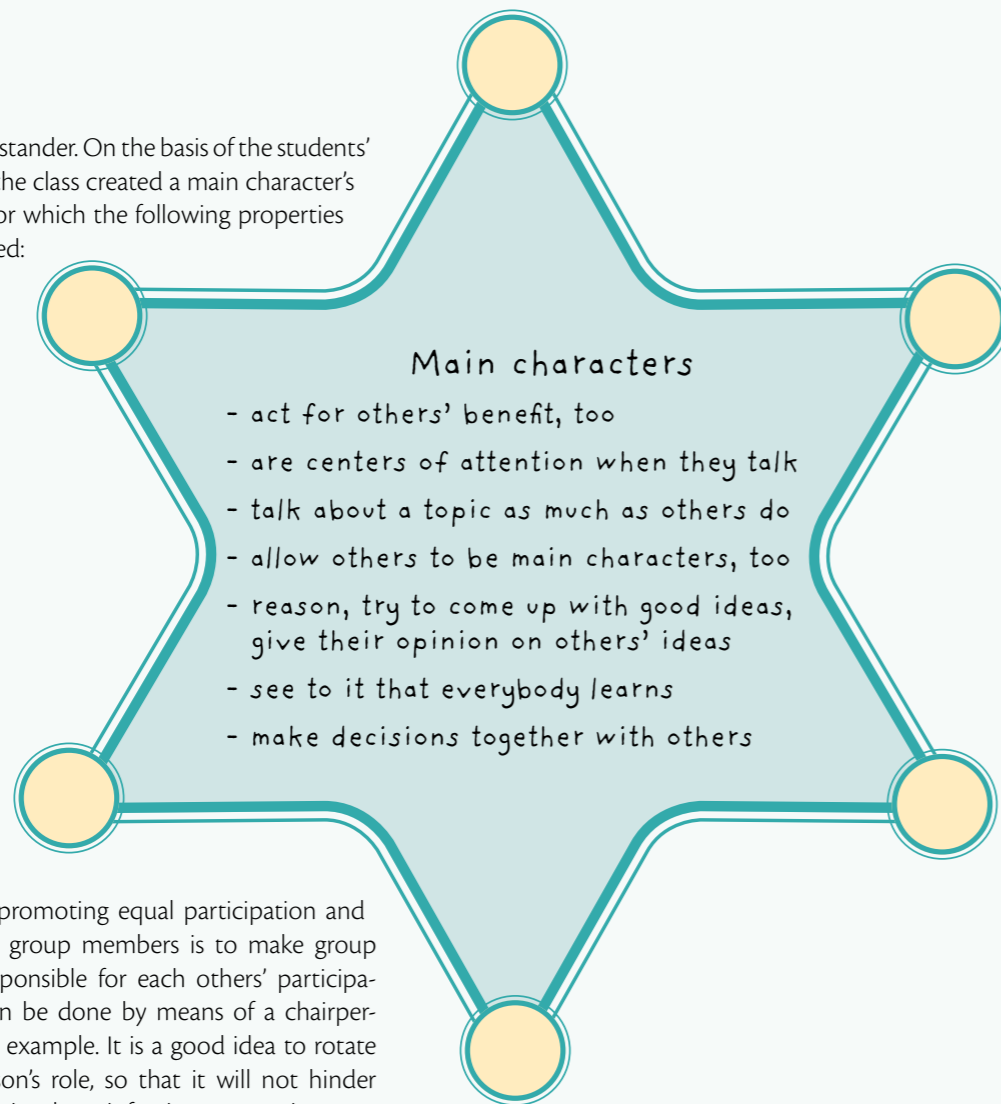 stander. On the basis of the students'
the class created a main character's
or which the following properties
ed:
Main characters
- act for others' benefit, too
- are centers of attention when they talk
- talk about a topic as much as others do
- allow others to be main characters, too
- reason, try to come up with good ideas,
give their opinion on others' ideas
- see to it that everybody learns
- make decisions together with others
promoting equal participation and
group members is to make group
ponsible for each others' participa-
n be done by means of a chairper-
example. It is a good idea to rotate
son's role, so that it will not hinder